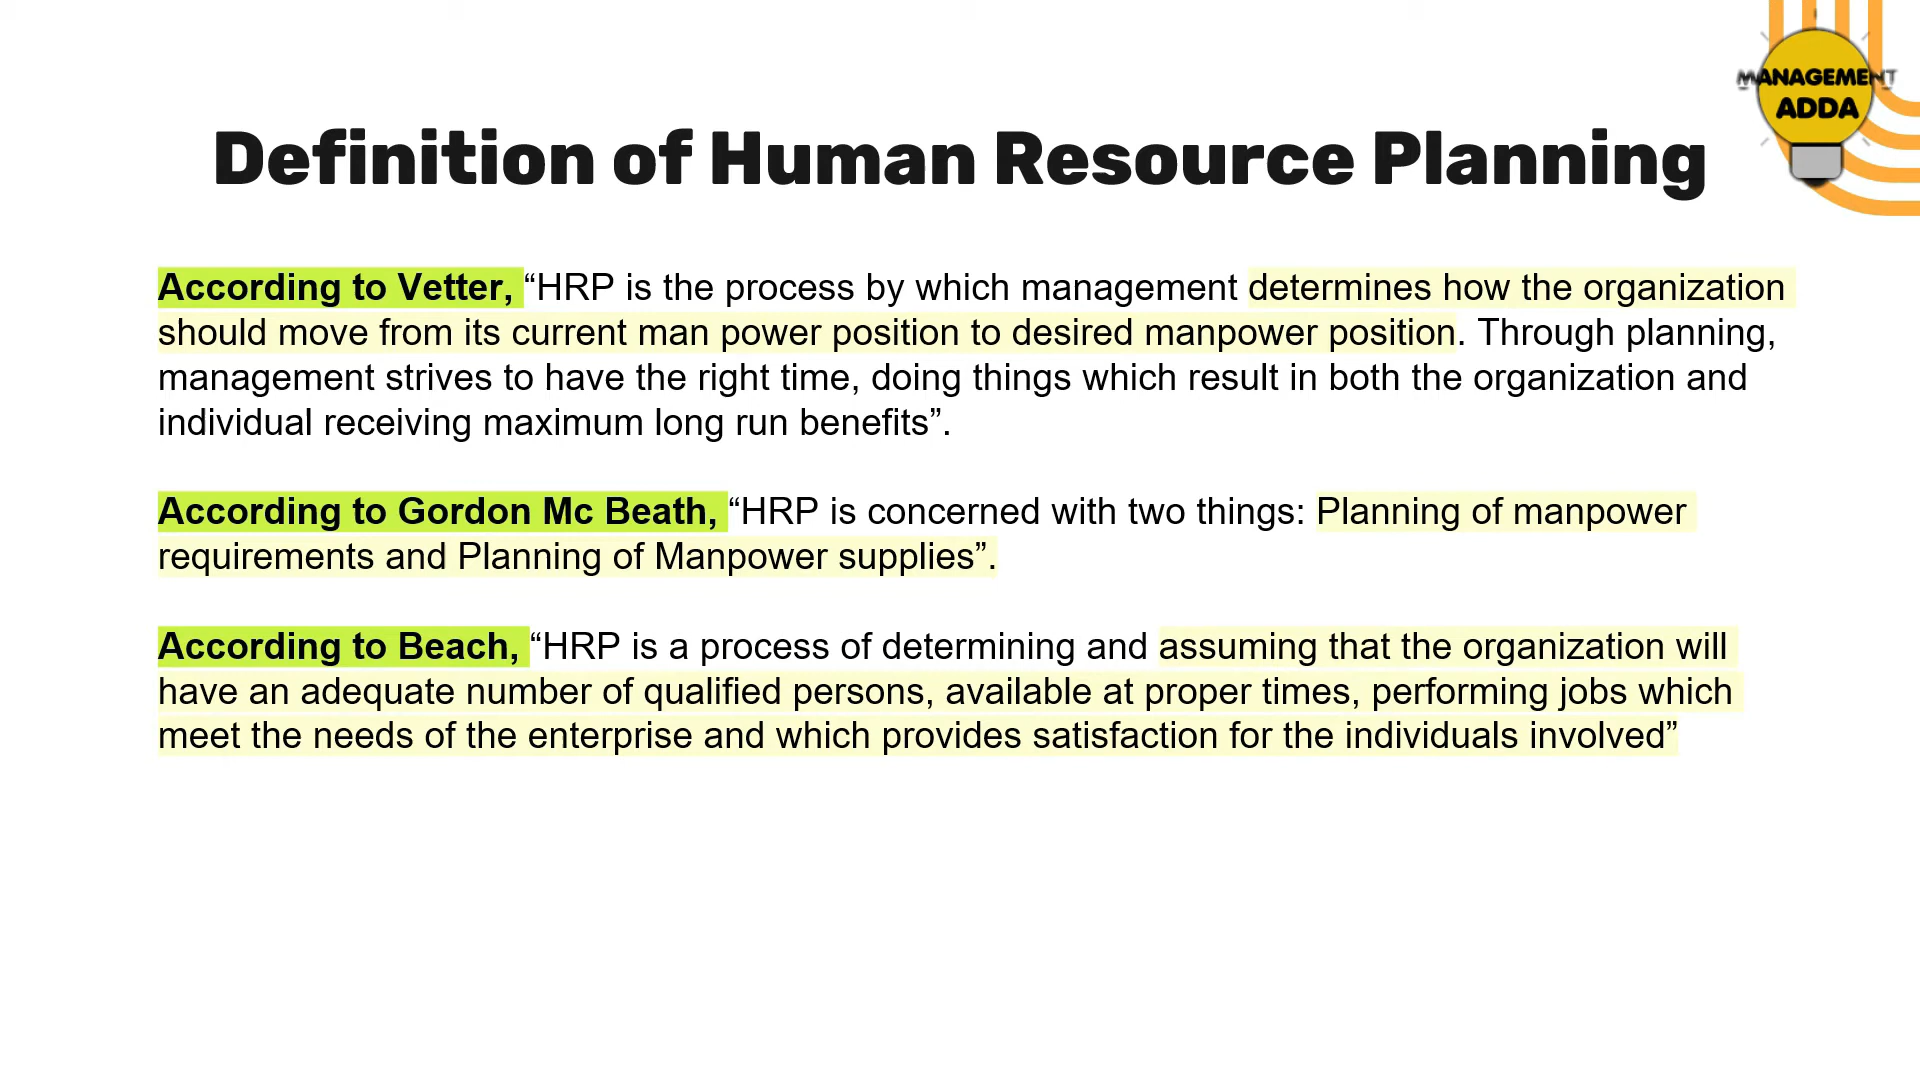 MANAGEMENT
ADDA
Definition of Human Resource Planning
According to Vetter, “HRP is the process by which management determines how the organization
should move from its current man power position to desired manpower position. Through planning,
management strives to have the right time, doing things which result in both the organization and
individual receiving maximum long run benefits”.
According to Gordon Mc Beath, “HRP is concerned with two things: Planning of manpower
requirements and Planning of Manpower supplies”.
According to Beach, “HRP is a process of determining and assuming that the organization will
have an adequate number of qualified persons, available at proper times, performing jobs which
meet the needs of the enterprise and which provides satisfaction for the individuals involved”